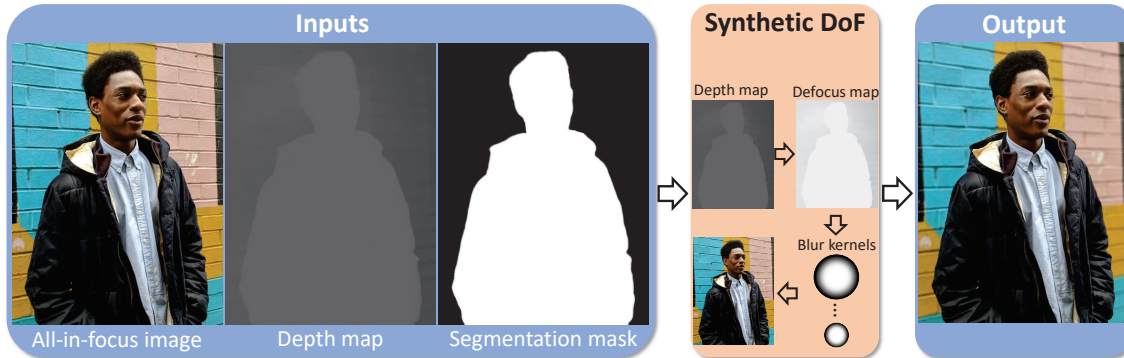 Inputs
All-in-focus image
Depth map
Segmentation mask
Synthetic DoF
Depth map
Defocus map
Blur kernels
Output